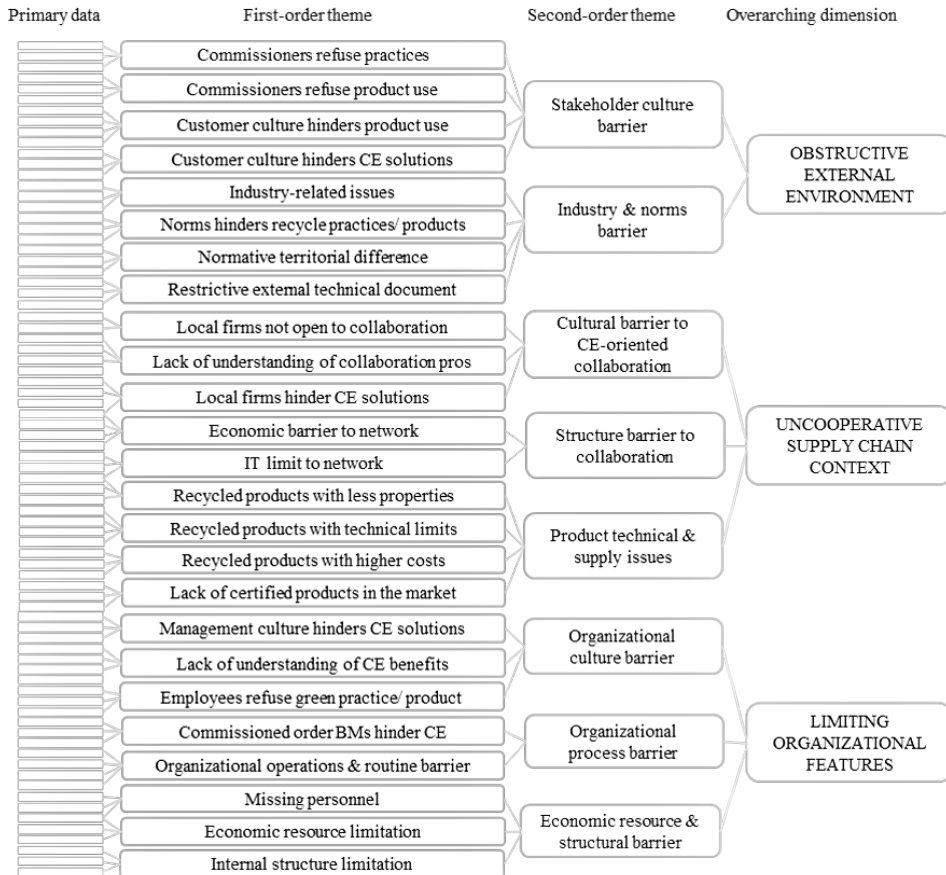 Primary data
First-order theme
Second-order theme
Overarching dimension
Commissioners refuse practices
Commissioners refuse product use
Customer culture hinders product use
Customer culture hinders CE solutions
Industry-related issues
Norms hinders recycle practices/ products
Normative territorial difference
Restrictive external technical document
Local firms not open to collaboration
Lack of understanding of collaboration pros
Local firms hinder CE solutions
Economic barrier to network
IT limit to network
Recycled products with less properties
Recycled products with technical limits
Recycled products with higher costs
Lack of certified products in the market
Management culture hinders CE solutions
Lack of understanding of CE benefits
Employees refuse green practice/ product
Commissioned order BMs hinder CE
Organizational operations & routine barrier
Missing personnel
Economic resource limitation
Internal structure limitation
Stakeholder culture
barrier
Industry & norms
barrier
Cultural barrier to
CE-oriented
collaboration
Structure barrier to
collaboration
Product technical &
supply issues
Organizational
culture barrier
Organizational
process barrier
Economic resource &
structural barrier
OBSTRUCTIVE
EXTERNAL
ENVIRONMENT
UNCOOPERATIVE
SUPPLY CHAIN
CONTEXT
LIMITING
ORGANIZATIONAL
FEATURES